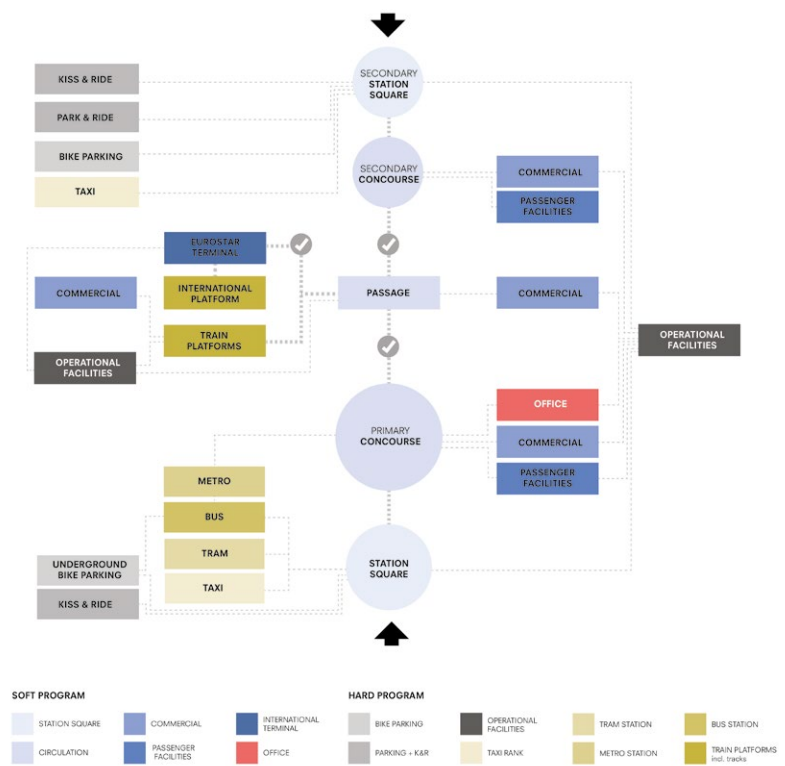 SECONDARY
STATION
SQUARE
KISS & RIDE
PARK & RIDE
BIKE PARKING
TAXI
SECONDARY
CONCOURSE
COMMERCIAL
PASSENGER
FACILITIES
EUROSTAR
TERMINAL
COMMERCIAL
INTERNATIONAL
PLATFORM
PASSAGE
COMMERCIAL
TRAIN
PLATFORMS
OPERATIONAL
FACILITIES
OPERATIONAL
FACILITIES
OFFICE
PRIMARY
CONCOURSE
COMMERCIAL
PASSENGER
FACILITIES
METRO
BUS
TRAM
TAXI
UNDERGROUND
BIKE PARKING
KISS & RIDE
STATION
SQUARE
SOFT PROGRAM
STATION SQUARE
COMMERCIAL
INTERNATIONAL
TERMINAL
CIRCULATION
PASSENGER
FACILITIES
OFFICE
HARD PROGRAM
BIKE PARKING
OPERATIONAL
FACILITIES
TRAM STATION
BUS STATION
PARKING + K&R
TAXI RANK
METRO STATION
TRAIN PLATFORMS
incl. tracks